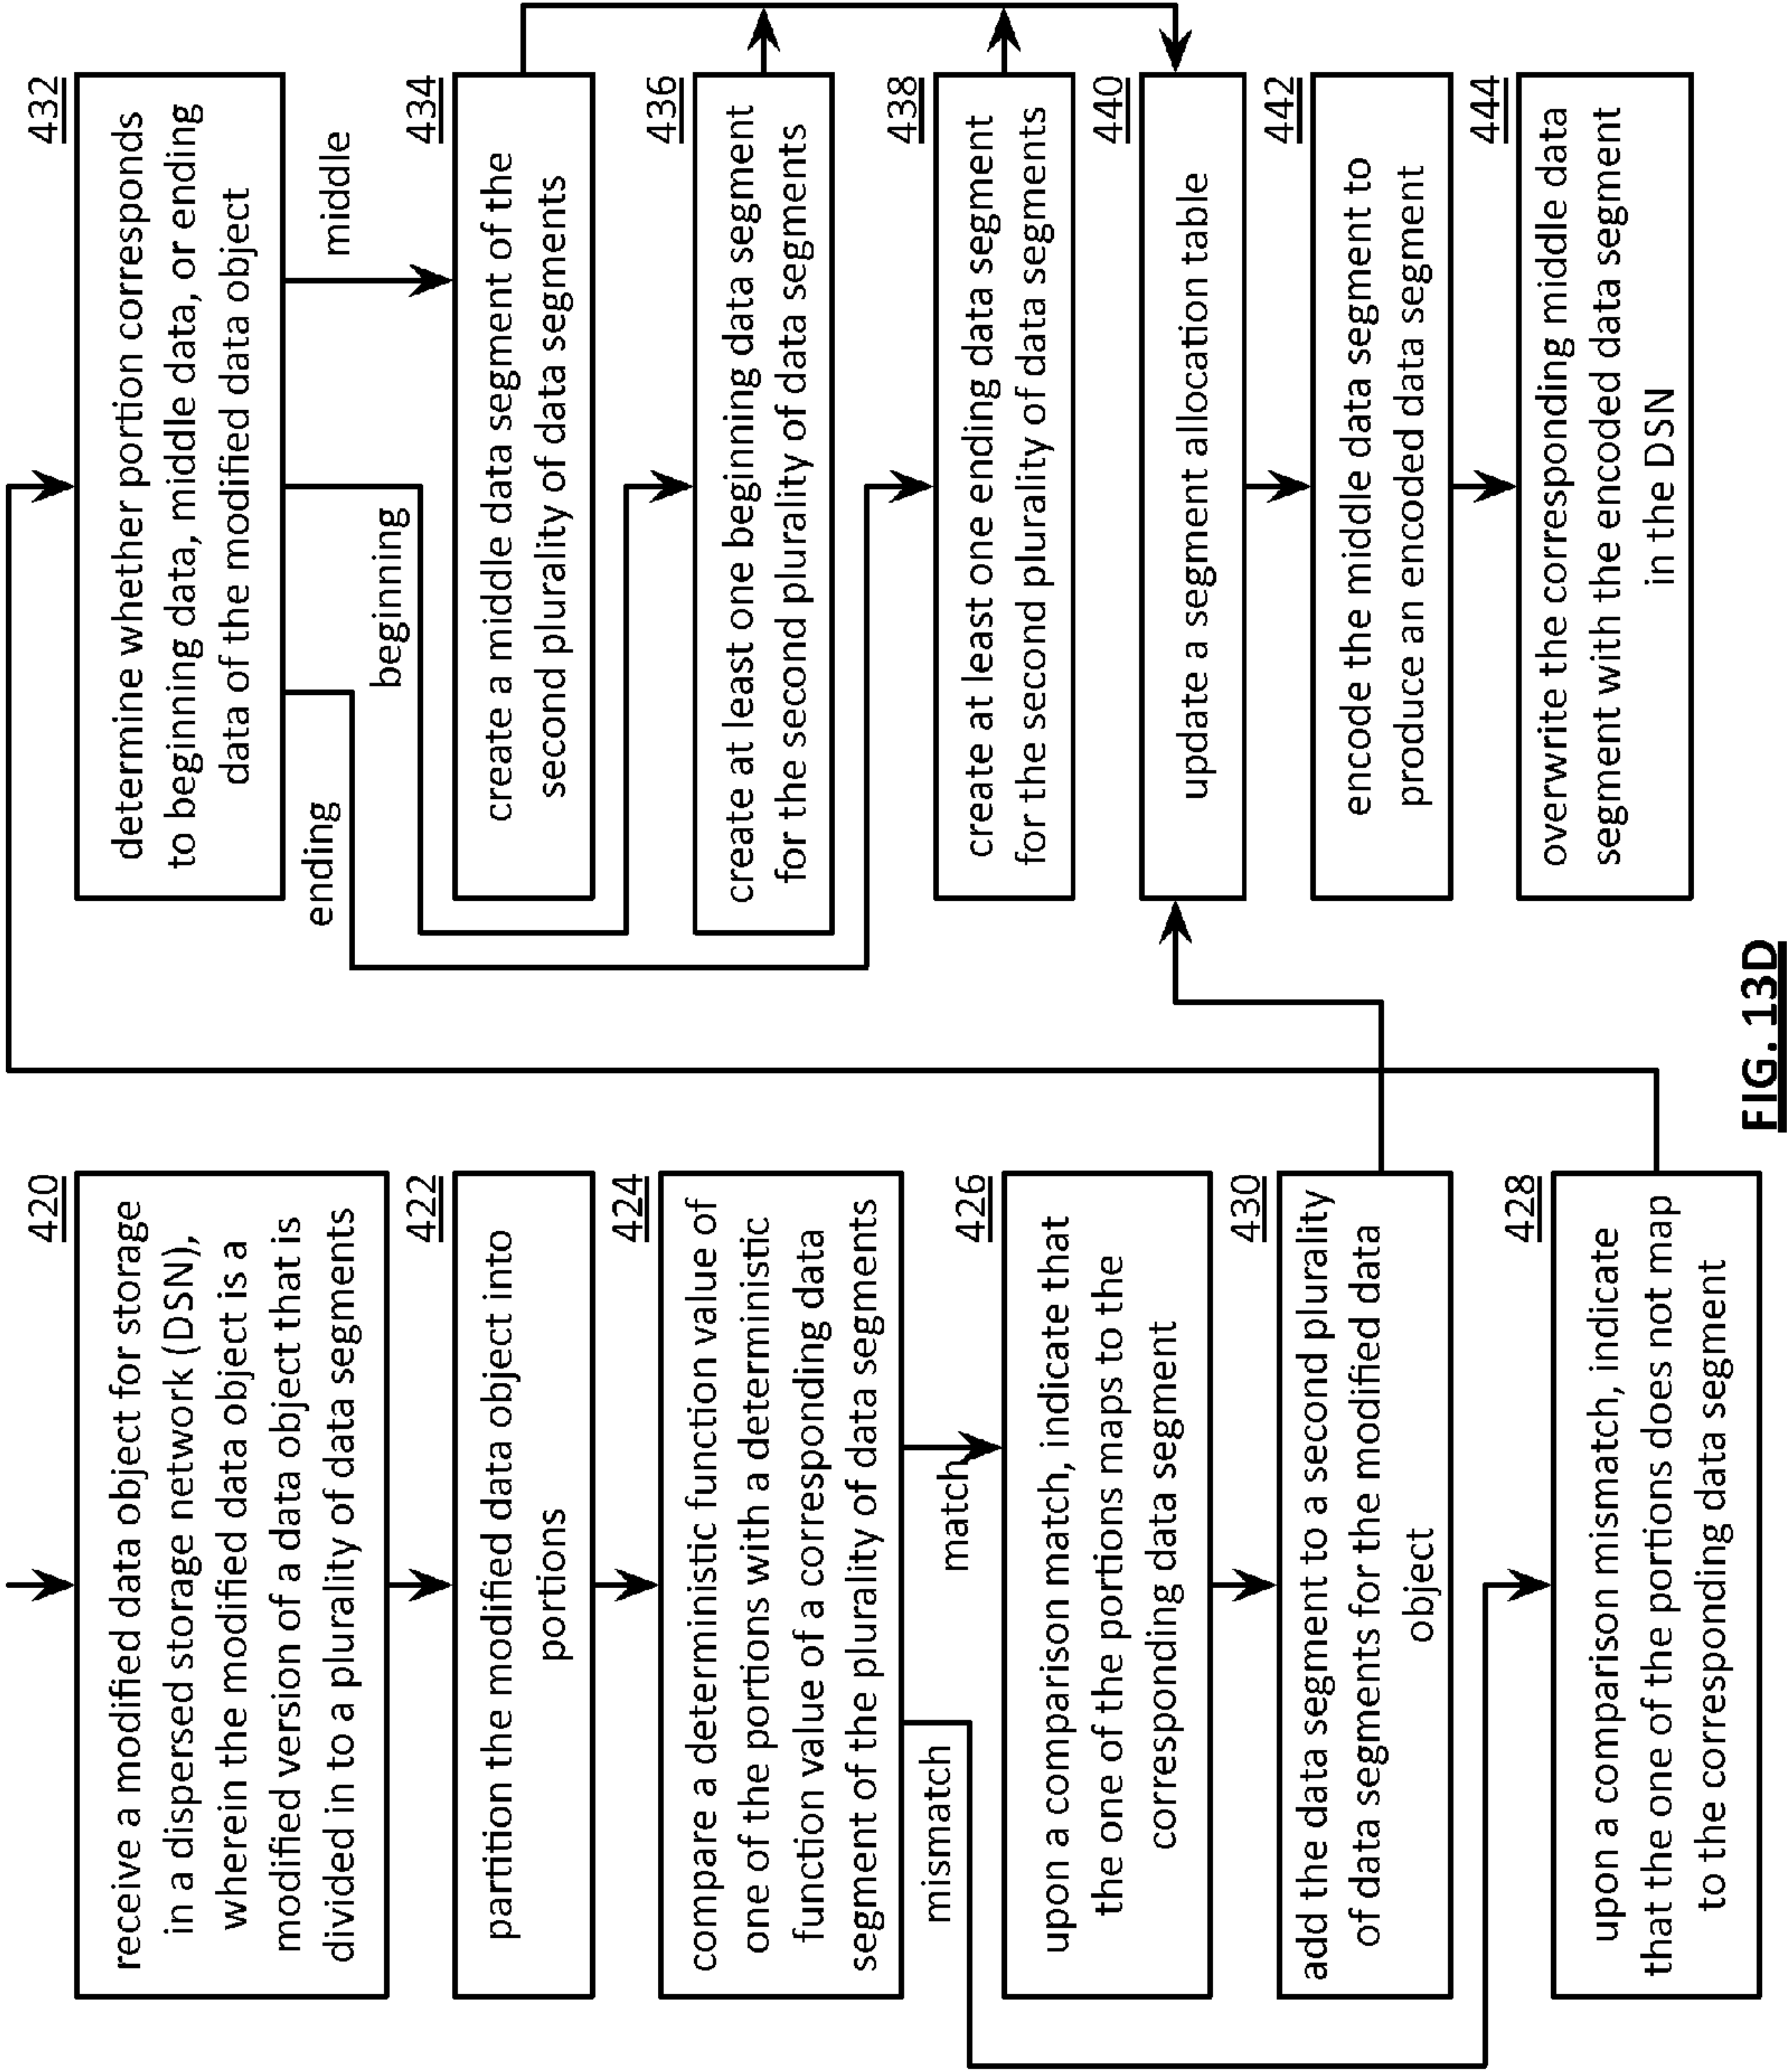 420
receive a modified data object for storage
in a dispersed storage network (DSN),
wherein the modified data object is a
modified version of a data object that is
divided in to a plurality of data segments
422
partition the modified data object into
portions
424
compare a deterministic function value of
one of the portions with a deterministic
function value of a corresponding data
segment of the plurality of data segments
mismatch
match
426
upon a comparison match, indicate that
the one of the portions maps to the
corresponding data segment
430
add the data segment to a second plurality
of data segments for the modified data
object
428
upon a comparison mismatch, indicate
that the one of the portions does not map
to the corresponding data segment
432
determine whether portion corresponds
to beginning data, middle data, or ending
data of the modified data object
ending
beginning
middle
434
create a middle data segment of the
second plurality of data segments
436
create at least one beginning data segment
for the second plurality of data segments
438
create at least one ending data segment
for the second plurality of data segments
440
update a segment allocation table
442
encode the middle data segment to
produce an encoded data segment
444
overwrite the corresponding middle data
segment with the encoded data segment
in the DSN
FIG. 13D